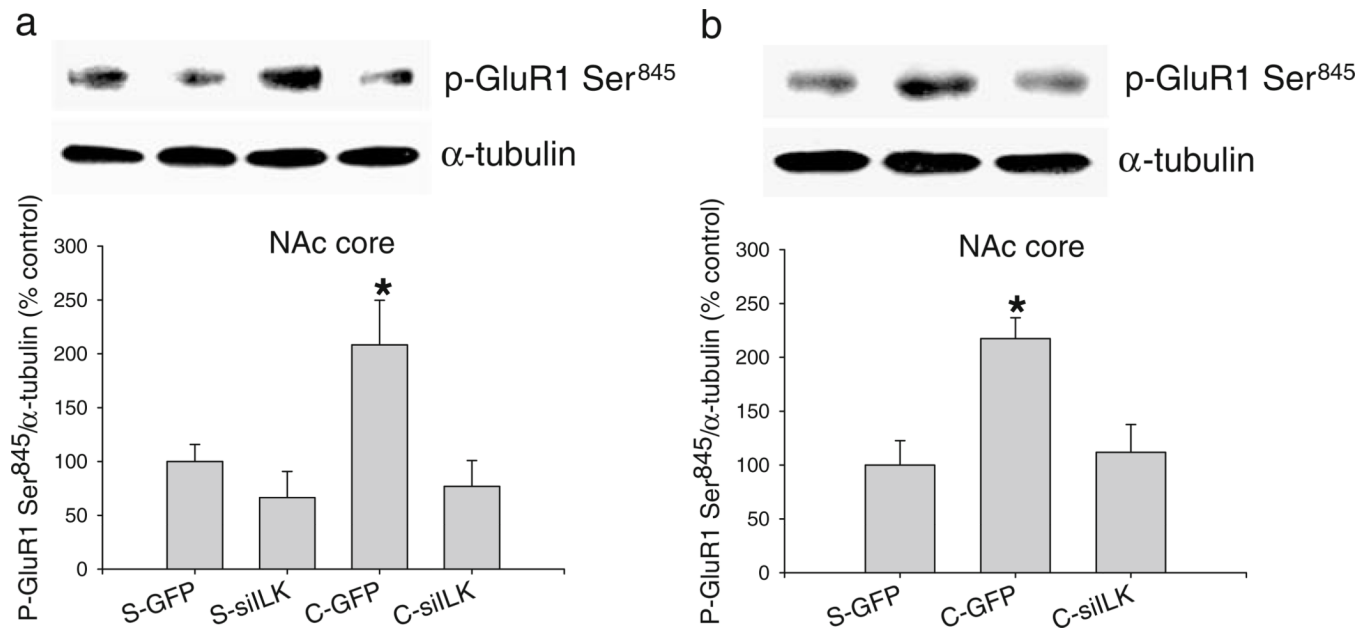 a
p-GluR1 Ser⁸⁴⁵
α-tubulin
NAc core
P-GluR1 Ser⁸⁴⁵/α-tubulin (% control)
300
250
200
150
100
50
0
*
S-GFP
S-siILK
C-GFP
C-siILK
b
p-GluR1 Ser⁸⁴⁵
α-tubulin
NAc core
P-GluR1 Ser⁸⁴⁵/α-tubulin (% control)
300
250
200
150
100
50
0
*
S-GFP
C-GFP
C-siILK